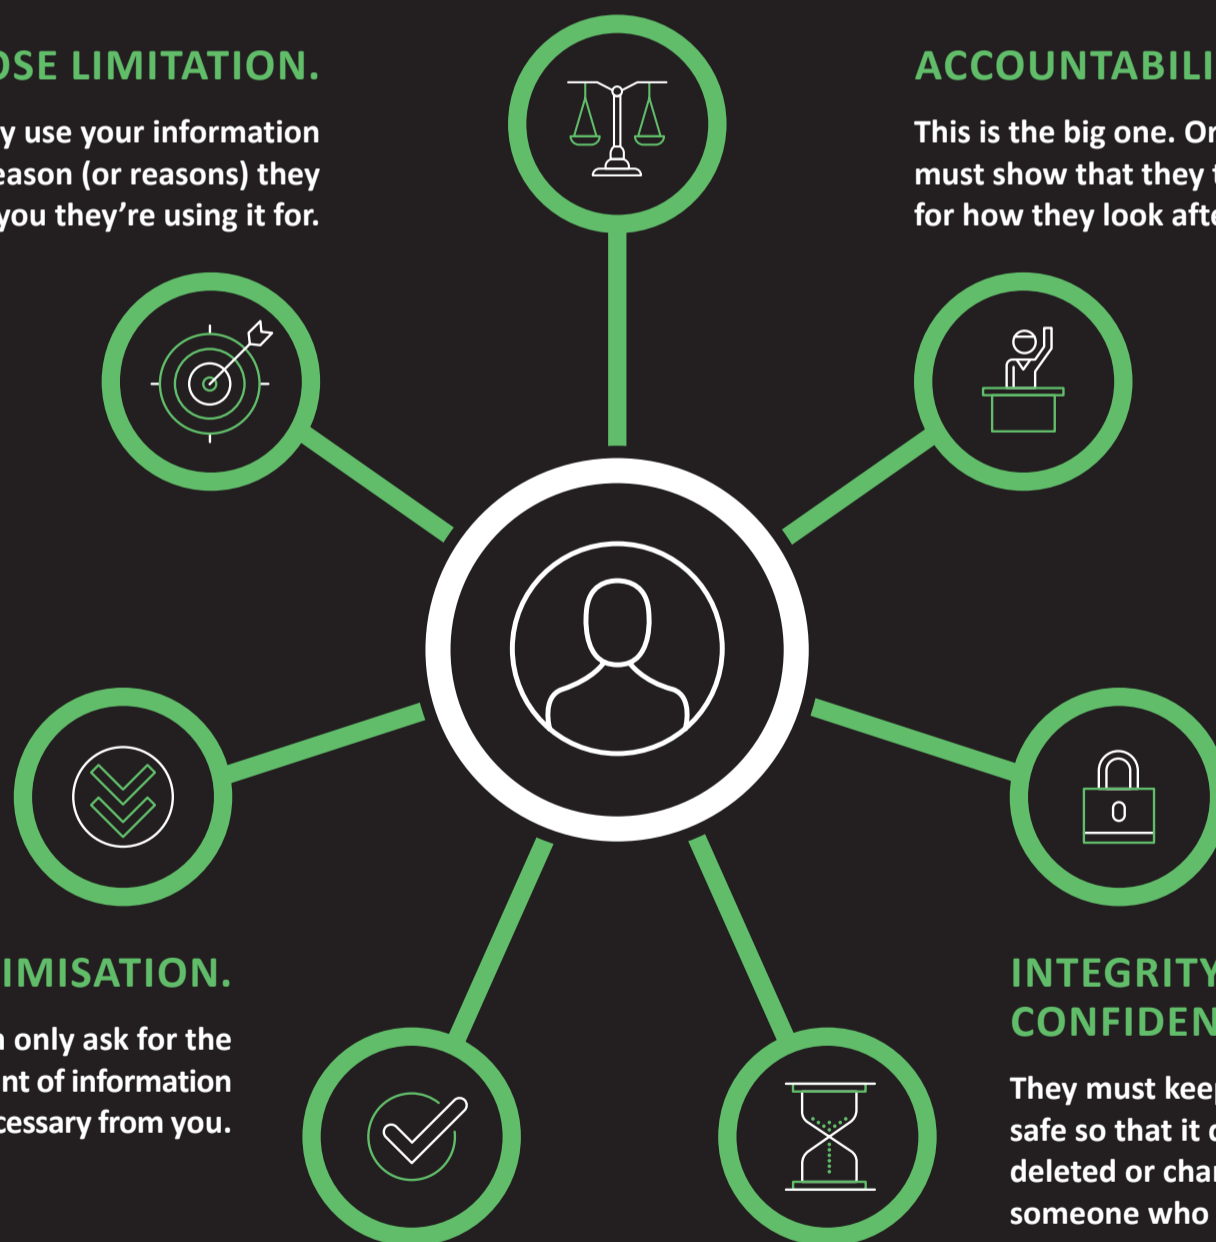 OSE LIMITATION.
y use your information
eason (or reasons) they
you they’re using it for.
ACCOUNTABILI
This is the big one. Or
must show that they t
for how they look afte
IMISATION.
n only ask for the
nt of information
cessary from you.
INTEGRITY
CONFIDEN
They must keep
safe so that it c
deleted or char
someone who